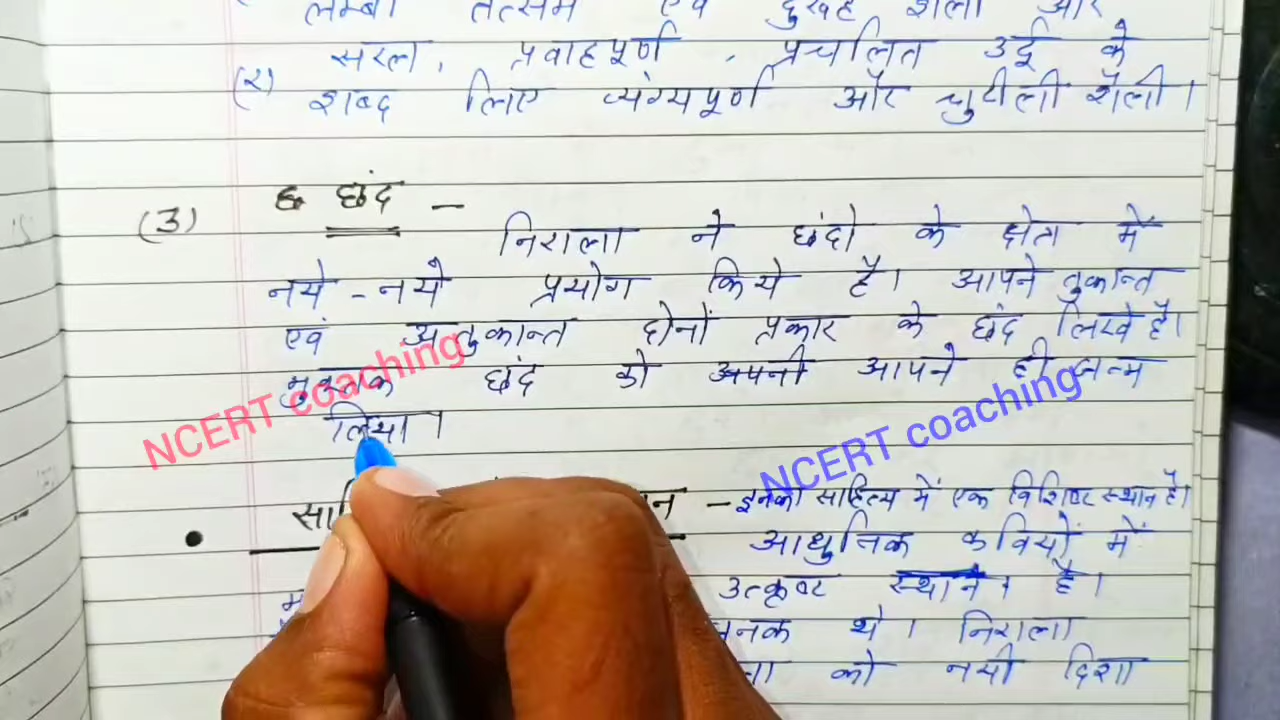 लम्बी तत्सम एवं दुरूह शैली और
सरल, प्रवाहपूर्ण, प्रचलित उर्दू के
(२) शब्द लिए व्यंग्यपूर्ण और चुटीली शैली।
(3) छंद –
निराला ने छंदो के क्षेता में
नये - नये प्रयोग किये है। आपने तुकान्त
एवं अतुकान्त दोनों प्रकार के छंद लिखे है।
मुक्तक छंद को अपनी आपने ही जन्म
लिया।
NCERT coaching
NCERT coaching
– इनका साहित्य में एक विशिष्ट स्थान है।
आधुनिक कवियों में
उत्कृष्ट स्थान है।
थे। निराला
को नयी दिशा